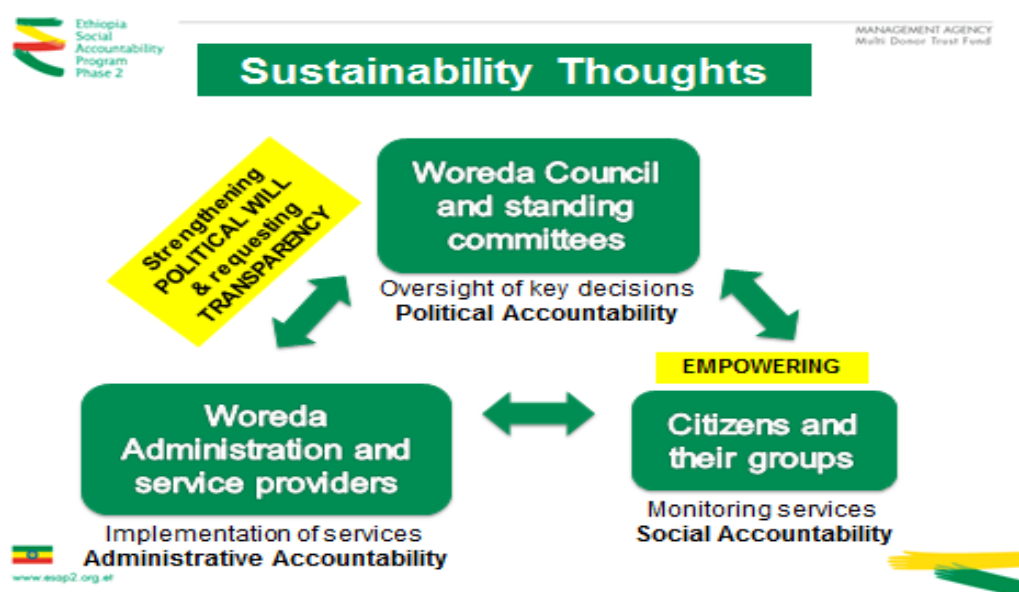 Ethiopia
Social
Accountability
Program
Phase 2
MANAGEMENT AGENCY
Multi Donor Trust Fund
Sustainability Thoughts
Strengthening
POLITICAL WILL
& requesting
TRANSPARENCY
Woreda Council
and standing
committees
Oversight of key decisions
Political Accountability
EMPOWERING
Woreda
Administration and
service providers
Citizens and
their groups
Implementation of services
Administrative Accountability
Monitoring services
Social Accountability
www.esap2.org.et